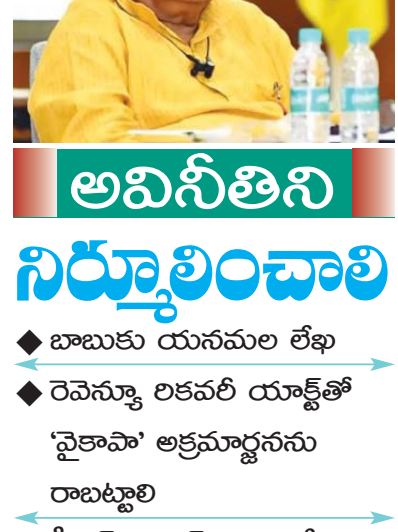 అవినీతిని
నిర్మూలించాలి
◆ బాబుకు యనమల లేఖ
◆ రెవెన్యూ రికవరీ యాక్ట్‌తో
‘వైకాపా’ అక్రమార్జనను
రాబట్టాలి